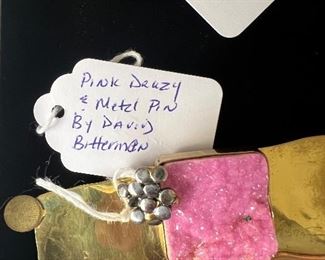 Pink Druzy
& Metal Pin
By David
Bitterman